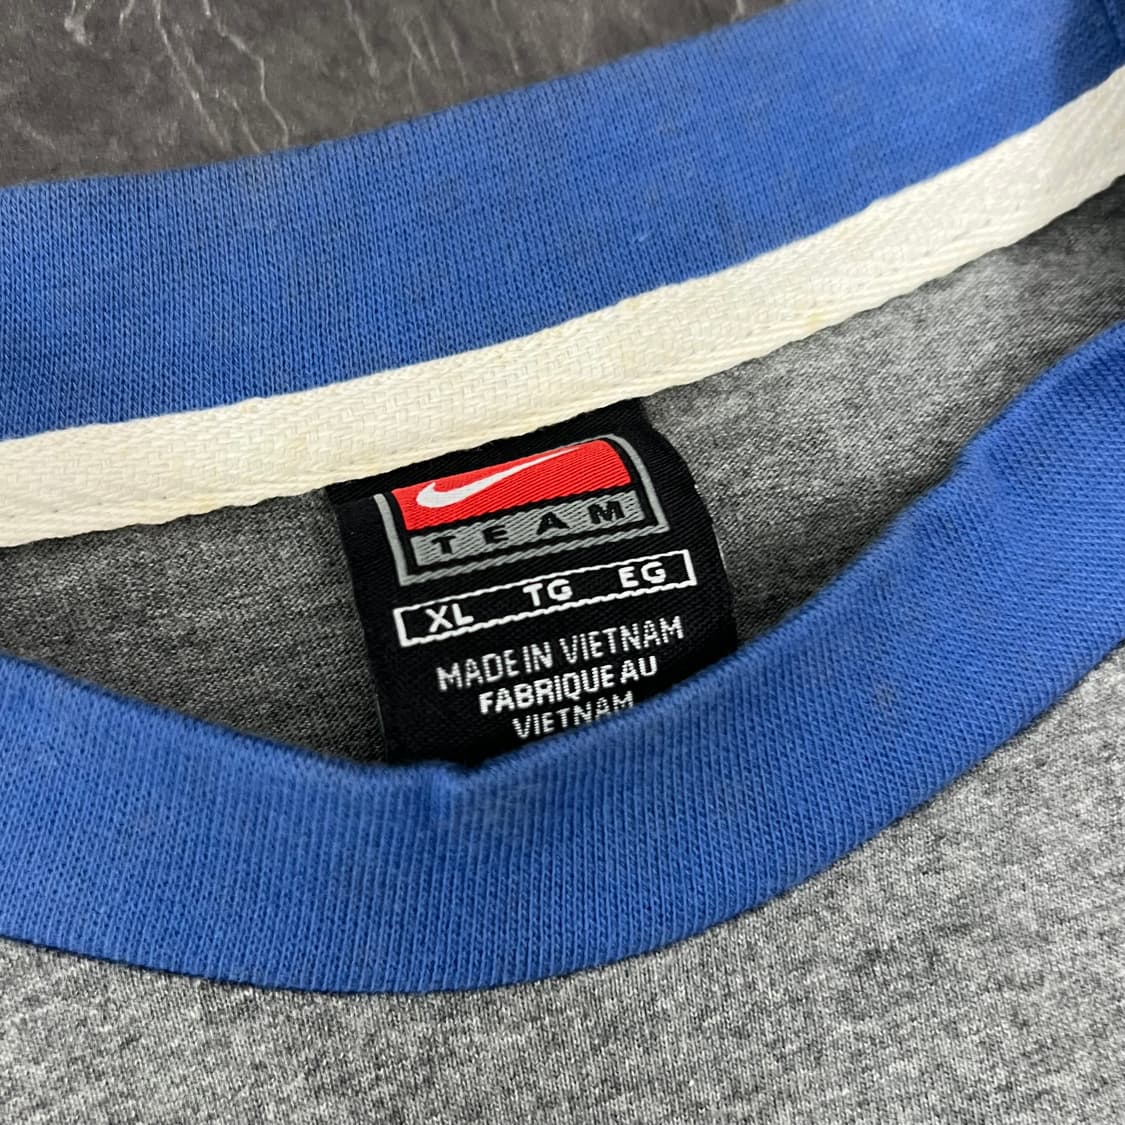 TEAM
XL TG EG
MADE IN VIETNAM
FABRIQUE AU
VIETNAM